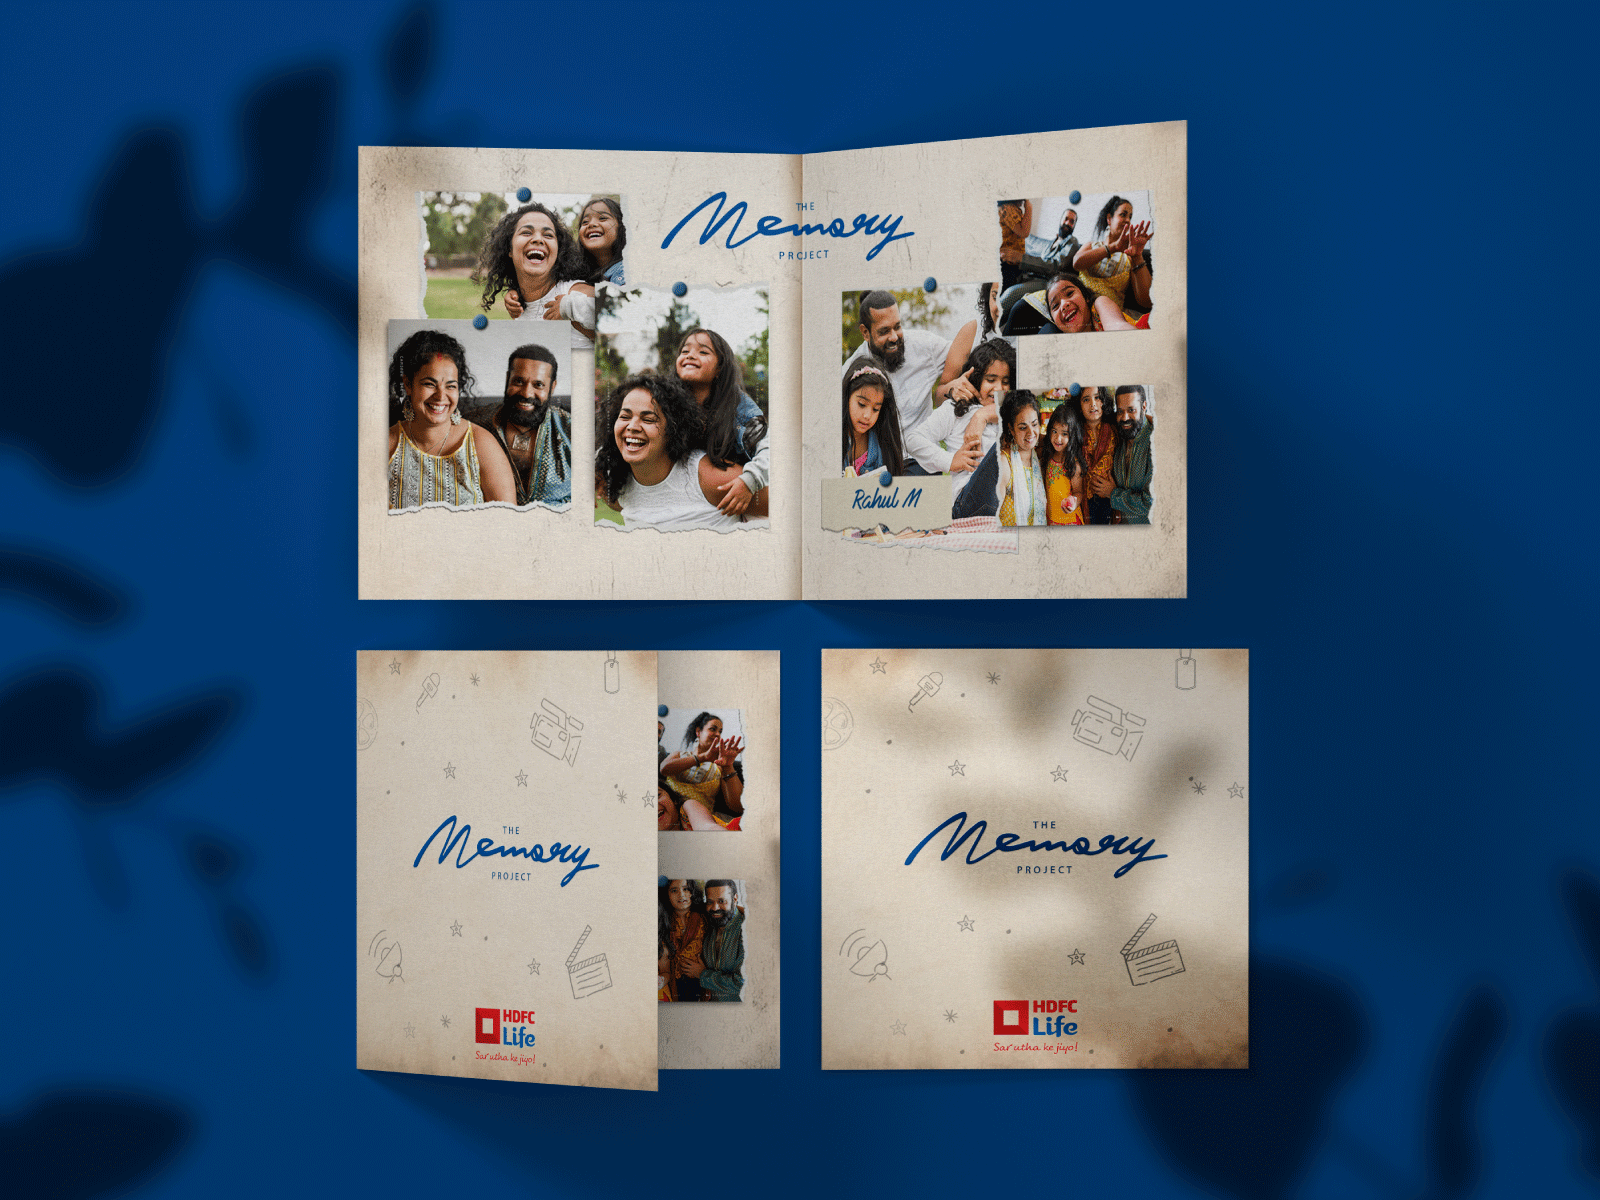 THE
Memory
PROJECT
Rahul M
THE
Memory
PROJECT
HDFC
Life
Sar utha ke jiyo!
THE
Memory
PROJECT
HDFC
Life
Sar utha ke jiyo!